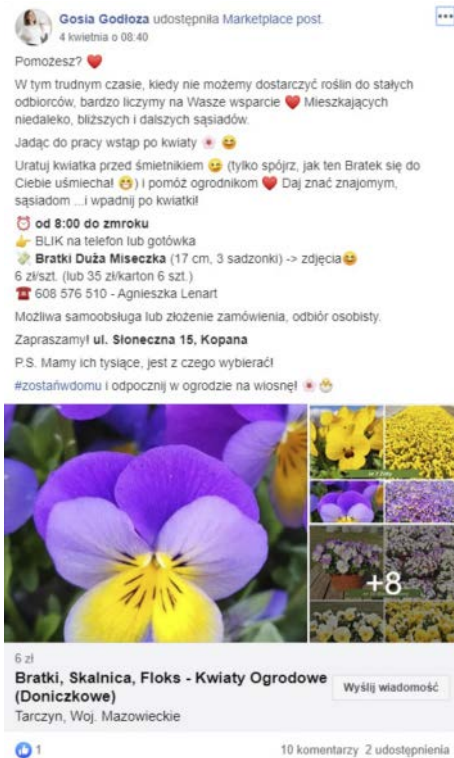 Gosia Godłoza udostępniła Marketplace post.
4 kwietnia o 08:40
Pomożesz? ❤️
W tym trudnym czasie, kiedy nie możemy dostarczyć roślin do stałych
odbiorców, bardzo liczymy na Wasze wsparcie ❤️ Mieszkających
niedaleko, bliższych i dalszych sąsiadów.
Jadąc do pracy wstąp po kwiaty 🌸 😄
Uratuj kwiatka przed śmietnikiem 😉 (tylko spójrz, jak ten Bratek się do
Ciebie uśmiecha! 😁) i pomóż ogrodnikom ❤️ Daj znać znajomym,
sąsiadom ...i wpadnij po kwiatki!
⏰ od 8:00 do zmroku
👉 BLIK na telefon lub gotówka
💸 Bratki Duża Miseczka (17 cm, 3 sadzonki) -> zdjęcia😄
6 zł/szt. (lub 35 zł/karton 6 szt.)
☎️ 608 576 510 - Agnieszka Lenart
Możliwa samoobsługa lub złożenie zamówienia, odbiór osobisty.
Zapraszamy! ul. Słoneczna 15, Kopana
P.S. Mamy ich tysiące, jest z czego wybierać!
#zostańwdomu i odpocznij w ogrodzie na wiosnę! 🌸 🐣
+8
6 zł
Bratki, Skalnica, Floks - Kwiaty Ogrodowe
(Doniczkowe)
Wyślij wiadomość
Tarczyn, Woj. Mazowieckie
1
10 komentarzy 2 udostępnienia